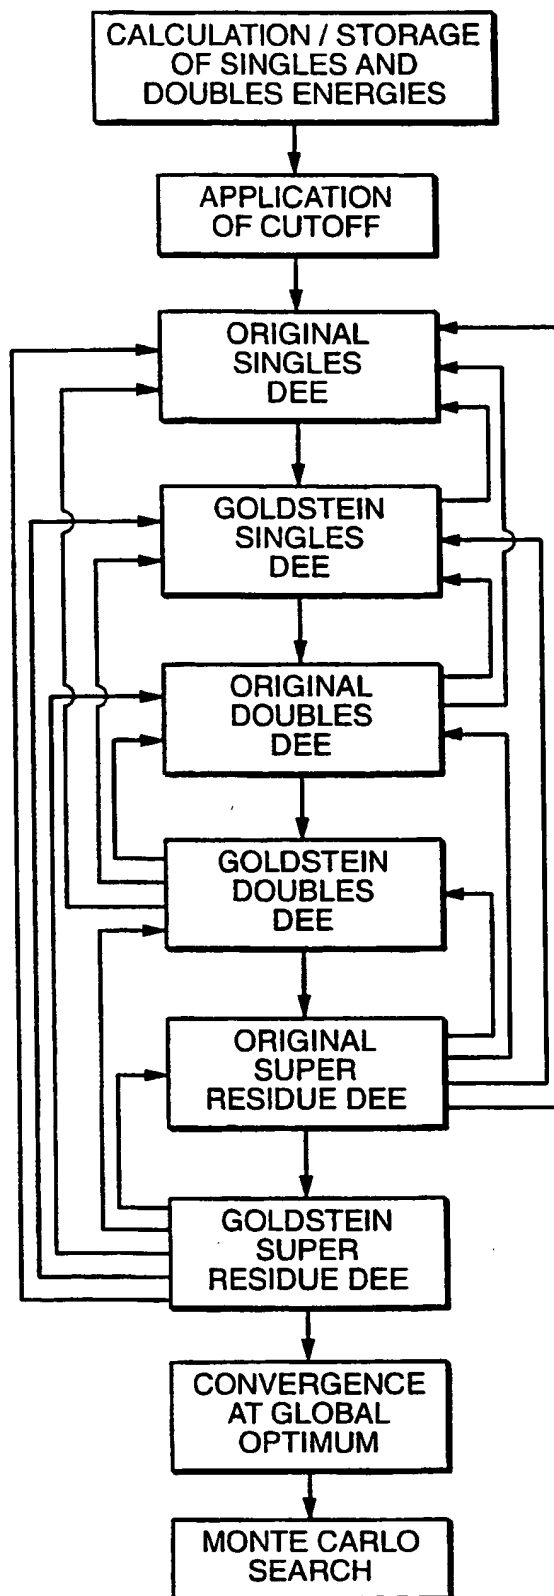 CALCULATION / STORAGE
OF SINGLES AND
DOUBLES ENERGIES
APPLICATION
OF CUTOFF
ORIGINAL
SINGLES
DEE
GOLDSTEIN
SINGLES
DEE
ORIGINAL
DOUBLES
DEE
GOLDSTEIN
DOUBLES
DEE
ORIGINAL
SUPER
RESIDUE DEE
GOLDSTEIN
SUPER
RESIDUE DEE
CONVERGENCE
AT GLOBAL
OPTIMUM
MONTE CARLO
SEARCH